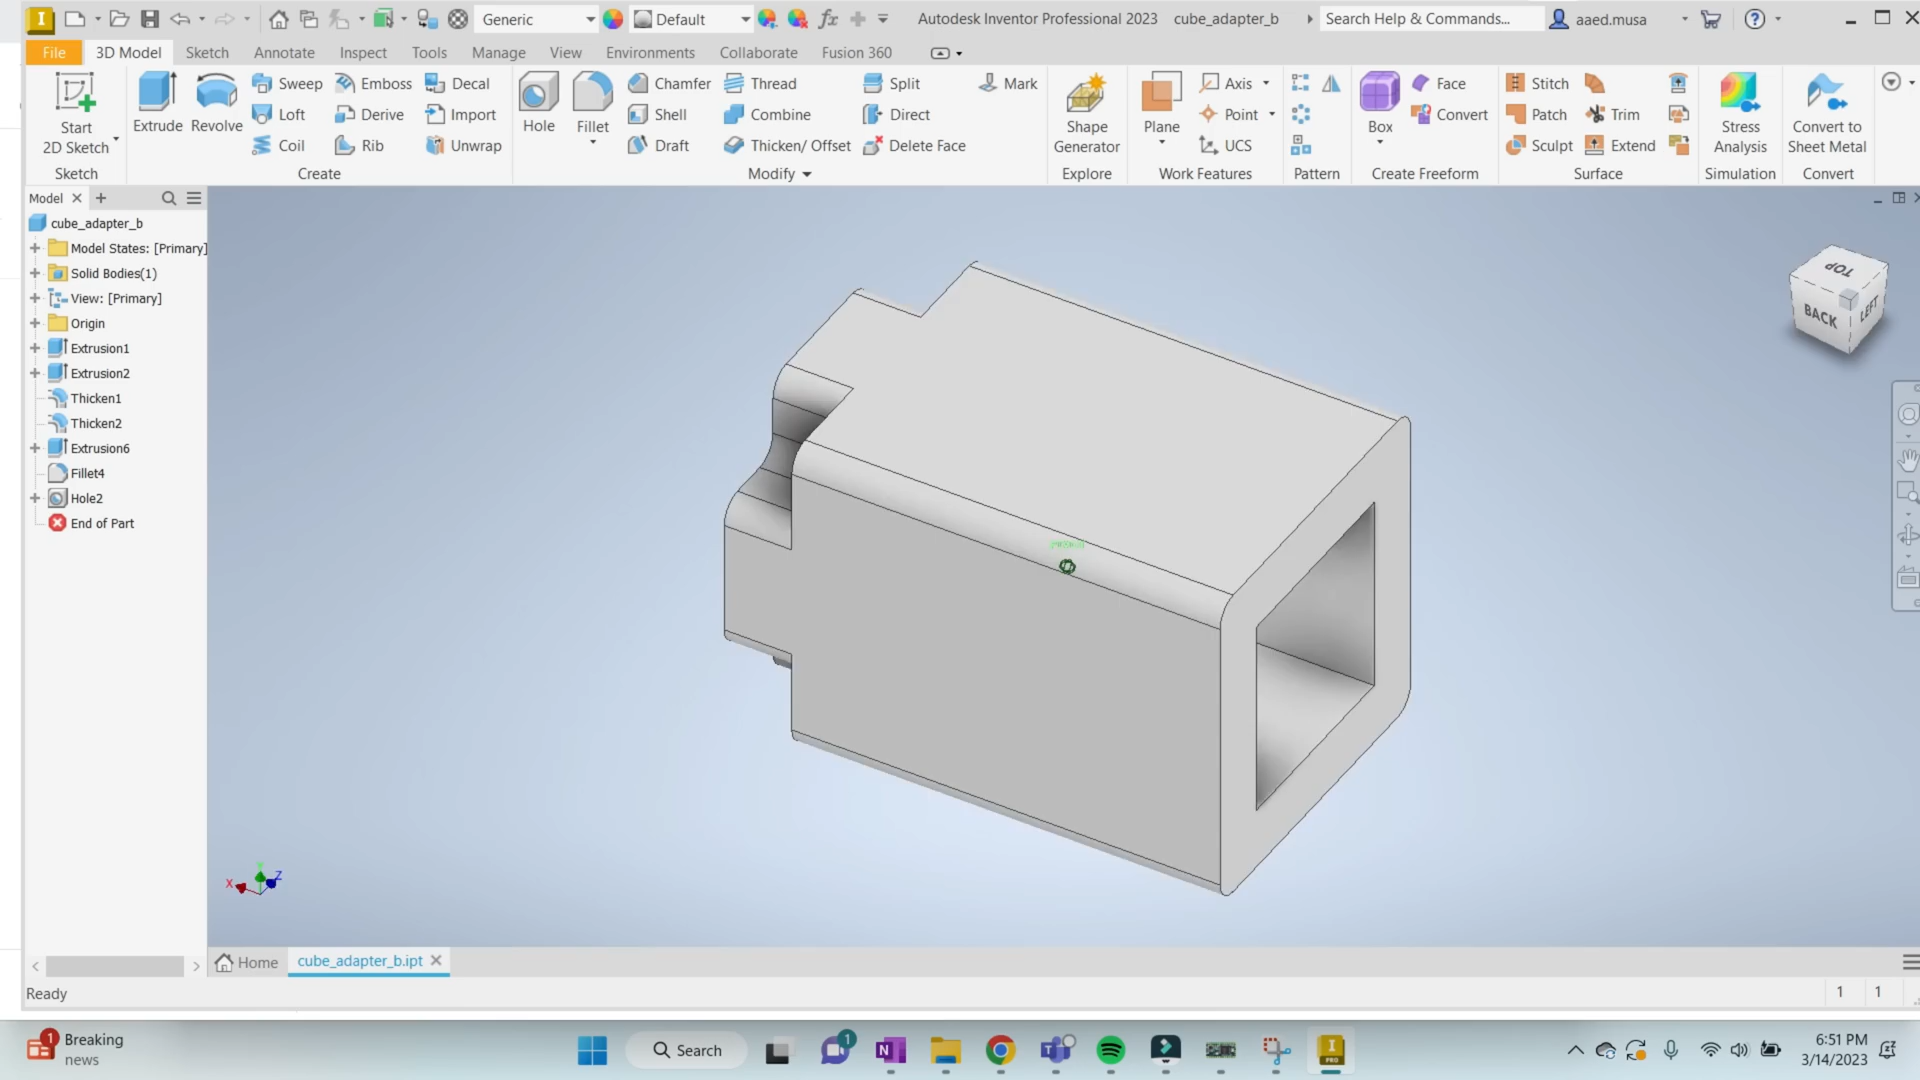 Generic
Default
fx
Autodesk Inventor Professional 2023 cube_adapter_b
Search Help & Commands...
aaed.musa
File
3D Model
Sketch
Annotate
Inspect
Tools
Manage
View
Environments
Collaborate
Fusion 360
Start
2D Sketch
Extrude
Revolve
Sweep
Emboss
Decal
Loft
Derive
Import
Coil
Rib
Unwrap
Hole
Fillet
Chamfer
Thread
Split
Mark
Shell
Combine
Direct
Draft
Thicken/ Offset
Delete Face
Shape
Generator
Plane
Axis
Point
UCS
Box
Face
Convert
Stitch
Patch
Trim
Sculpt
Extend
Stress
Analysis
Convert to
Sheet Metal
Sketch
Create
Modify
Explore
Work Features
Pattern
Create Freeform
Surface
Simulation
Convert
Model
cube_adapter_b
Model States: [Primary]
Solid Bodies(1)
View: [Primary]
Origin
Extrusion1
Extrusion2
Thicken1
Thicken2
Extrusion6
Fillet4
Hole2
End of Part
TOP
BACK
LEFT
X
Y
Z
Home
cube_adapter_b.ipt
Ready
1 1
1
Breaking
news
Search
1
N
T
I
PRO
6:51 PM
3/14/2023